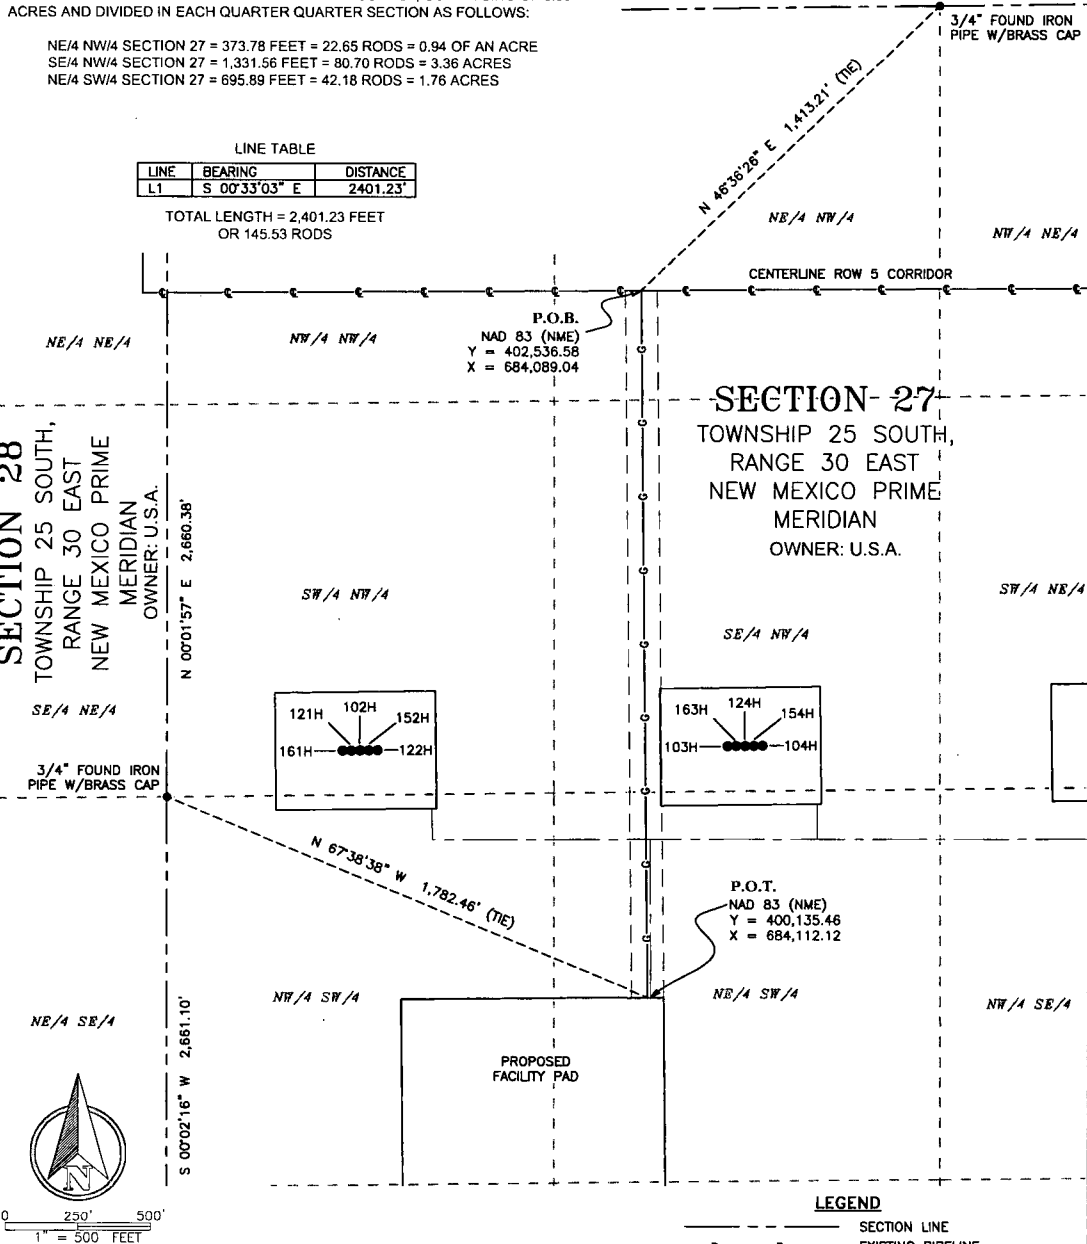 ACRES AND DIVIDED IN EACH QUARTER QUARTER SECTION AS FOLLOWS:
NE/4 NW/4 SECTION 27 = 373.78 FEET = 22.65 RODS = 0.94 OF AN ACRE
SE/4 NW/4 SECTION 27 = 1,331.56 FEET = 80.70 RODS = 3.36 ACRES
NE/4 SW/4 SECTION 27 = 695.89 FEET = 42.18 RODS = 1.76 ACRES
3/4" FOUND IRON
PIPE W/BRASS CAP
LINE TABLE
LINE BEARING DISTANCE
L1 S 00°33'03" E 2401.23'
TOTAL LENGTH = 2,401.23 FEET
OR 145.53 RODS
N 46°36'26" E 1,413.21' (TIE)
NE/4 NW/4
NW/4 NE/4
CENTERLINE ROW 5 CORRIDOR
P.O.B.
NAD 83 (NME)
Y = 402,536.58
X = 684,089.04
NE/4 NE/4
NW/4 NW/4
SECTION 27
TOWNSHIP 25 SOUTH,
RANGE 30 EAST
NEW MEXICO PRIME
MERIDIAN
OWNER: U.S.A.
SECTION 28
TOWNSHIP 25 SOUTH,
RANGE 30 EAST
NEW MEXICO PRIME
MERIDIAN
OWNER: U.S.A.
N 00°01'57" E 2,660.38'
SW/4 NW/4
SE/4 NW/4
SW/4 NE/4
SE/4 NE/4
121H 102H 152H
161H 122H
163H 124H 154H
103H 104H
3/4" FOUND IRON
PIPE W/BRASS CAP
N 67°38'38" W 1,782.46' (TIE)
P.O.T.
NAD 83 (NME)
Y = 400,135.46
X = 684,112.12
NW/4 SW/4
NE/4 SW/4
NW/4 SE/4
NE/4 SE/4
S 00°02'16" W 2,661.10'
PROPOSED
FACILITY PAD
N
0 250' 500'
1" = 500 FEET
LEGEND
SECTION LINE
EXISTING PIPELINE